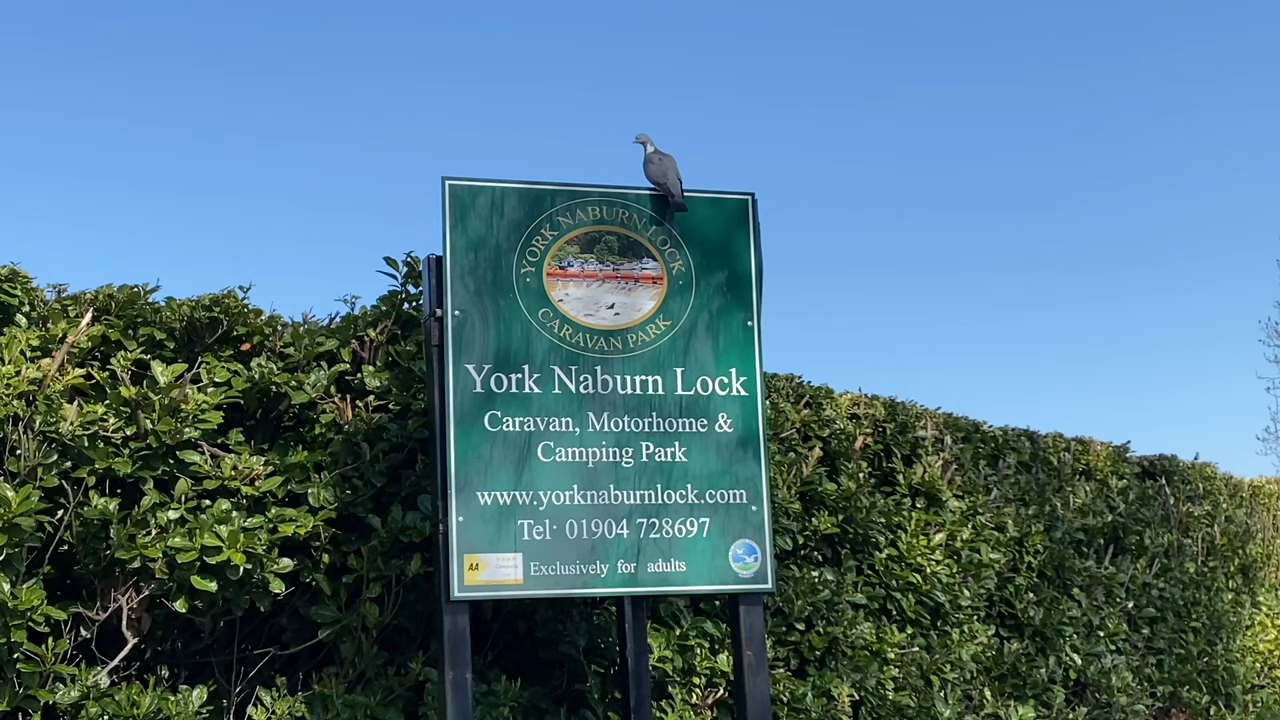 YORK NABURN LOCK
CARAVAN PARK
York Naburn Lock
Caravan, Motorhome &
Camping Park
www.yorknaburnlock.com
Tel· 01904 728697
AA
Exclusively for adults